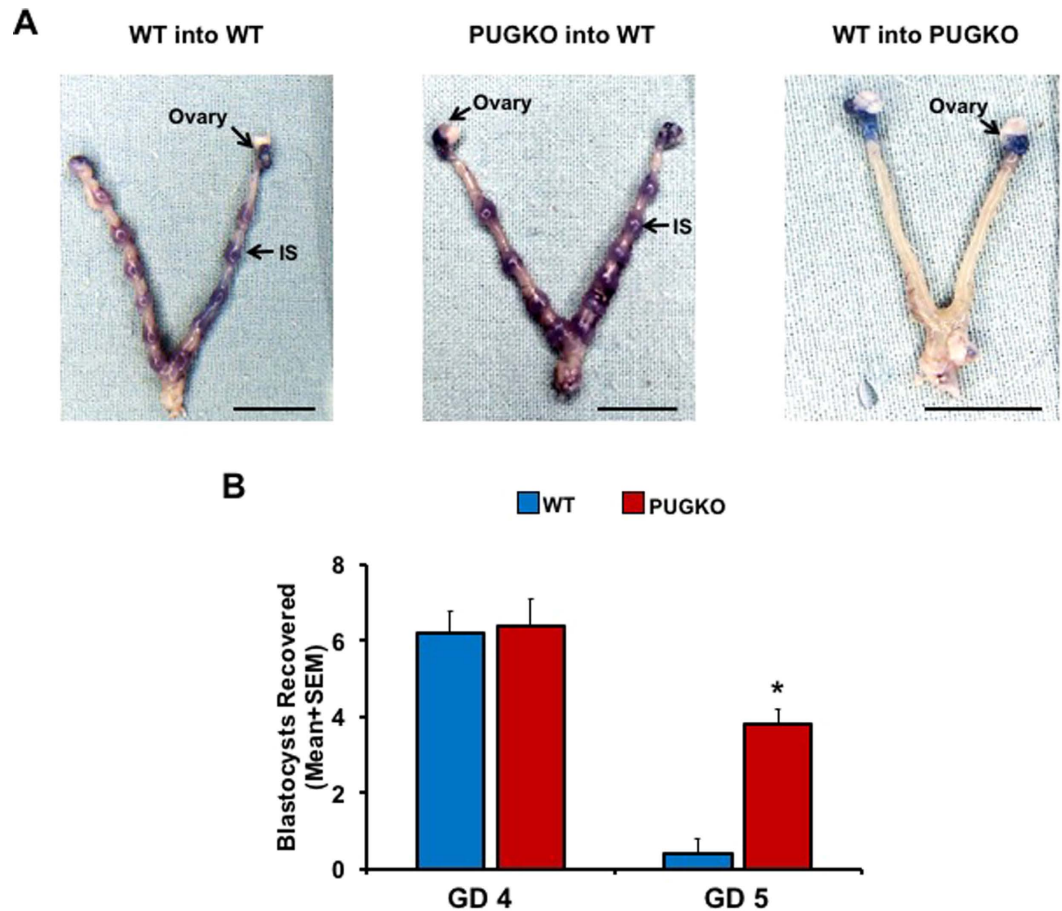 A
WT into WT
PUGKO into WT
WT into PUGKO
Ovary
Ovary
Ovary
IS
IS
B
WT
PUGKO
Blastocysts Recovered
(Mean+SEM)
8
6
4
2
0
*
GD 4
GD 5